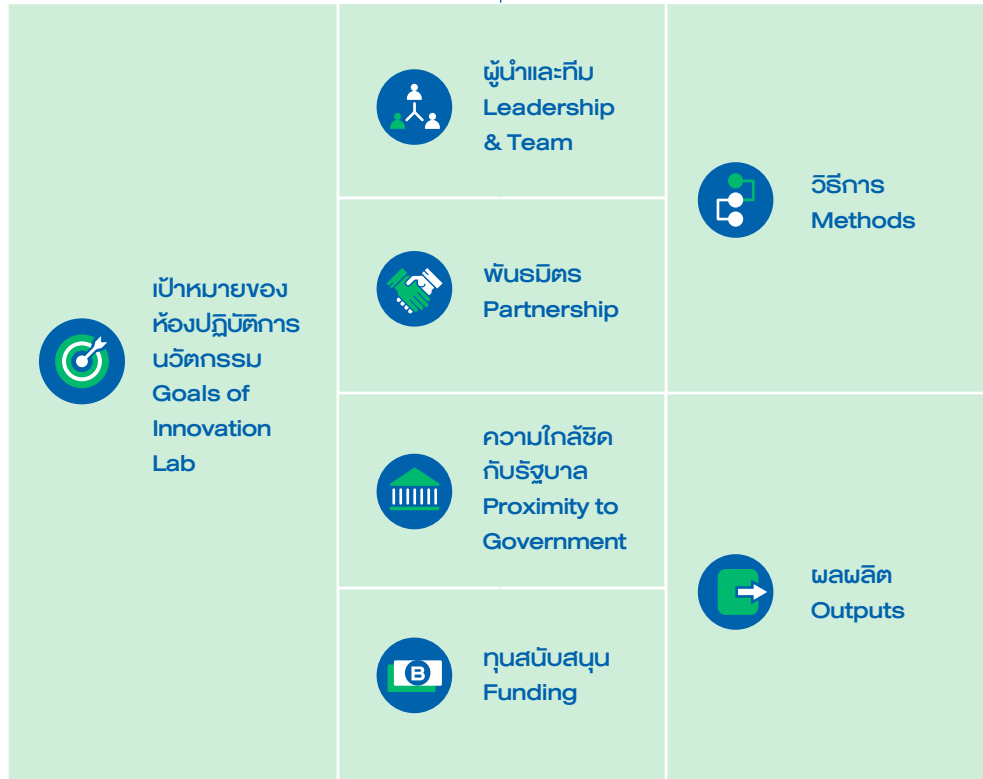 เป้าหมายของ
ห้องปฏิบัติการ
นวัตกรรม
Goals of
Innovation
Lab
ผู้นำและทีม
Leadership
& Team
พันธมิตร
Partnership
ความใกล้ชิด
กับรัฐบาล
Proximity to
Government
B
ทุนสนับสนุน
Funding
วิธีการ
Methods
ผลผลิต
Outputs